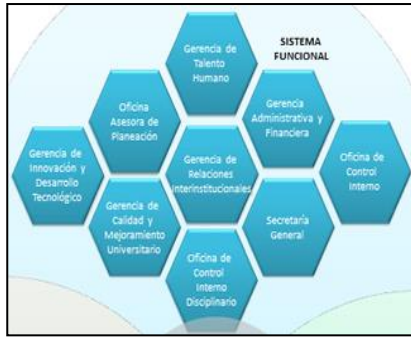 Gerencia de
Talento
Humano
SISTEMA
FUNCIONAL
Oficina
Asesora de
Planeación
Gerencia
Administrativa y
Financiera
Gerencia de
Innovación y
Desarrollo
Tecnológico
Gerencia de
Relaciones
Interinstitucionales
Oficina de
Control
Interno
Gerencia de
Calidad y
Mejoramiento
Universitario
Secretaría
General
Oficina de
Control
Interno
Disciplinario